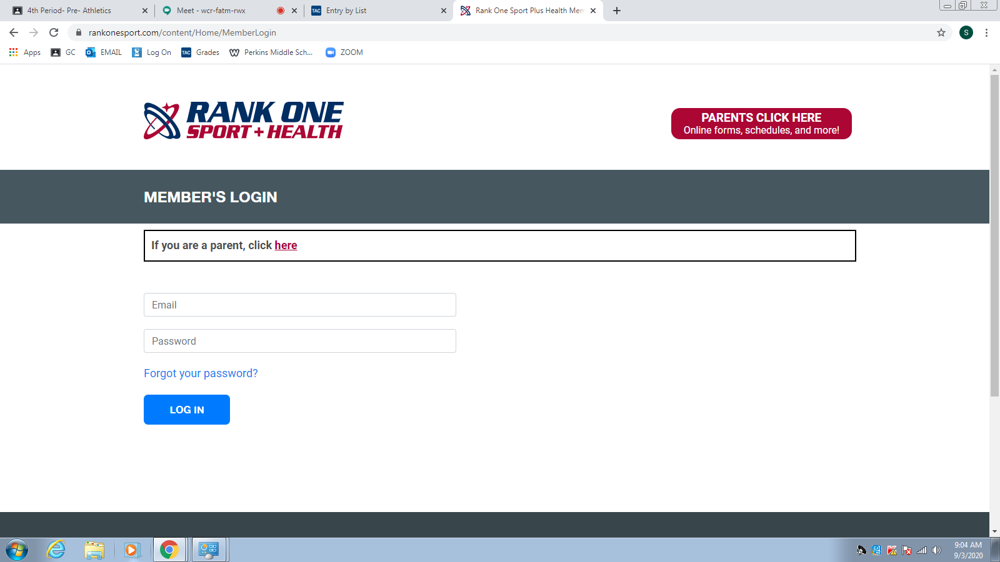 4th Period- Pre- Athletics
Meet - wcr-fatm-rwx
TAC Entry by List
Rank One Sport Plus Health Mem
rankonesport.com/content/Home/MemberLogin
S
Apps
GC
EMAIL
Log On
TAC Grades
Perkins Middle Sch...
ZOOM
RANK ONE
SPORT + HEALTH
PARENTS CLICK HERE
Online forms, schedules, and more!
MEMBER'S LOGIN
If you are a parent, click here
Email
Password
Forgot your password?
LOG IN
9:04 AM
9/3/2020